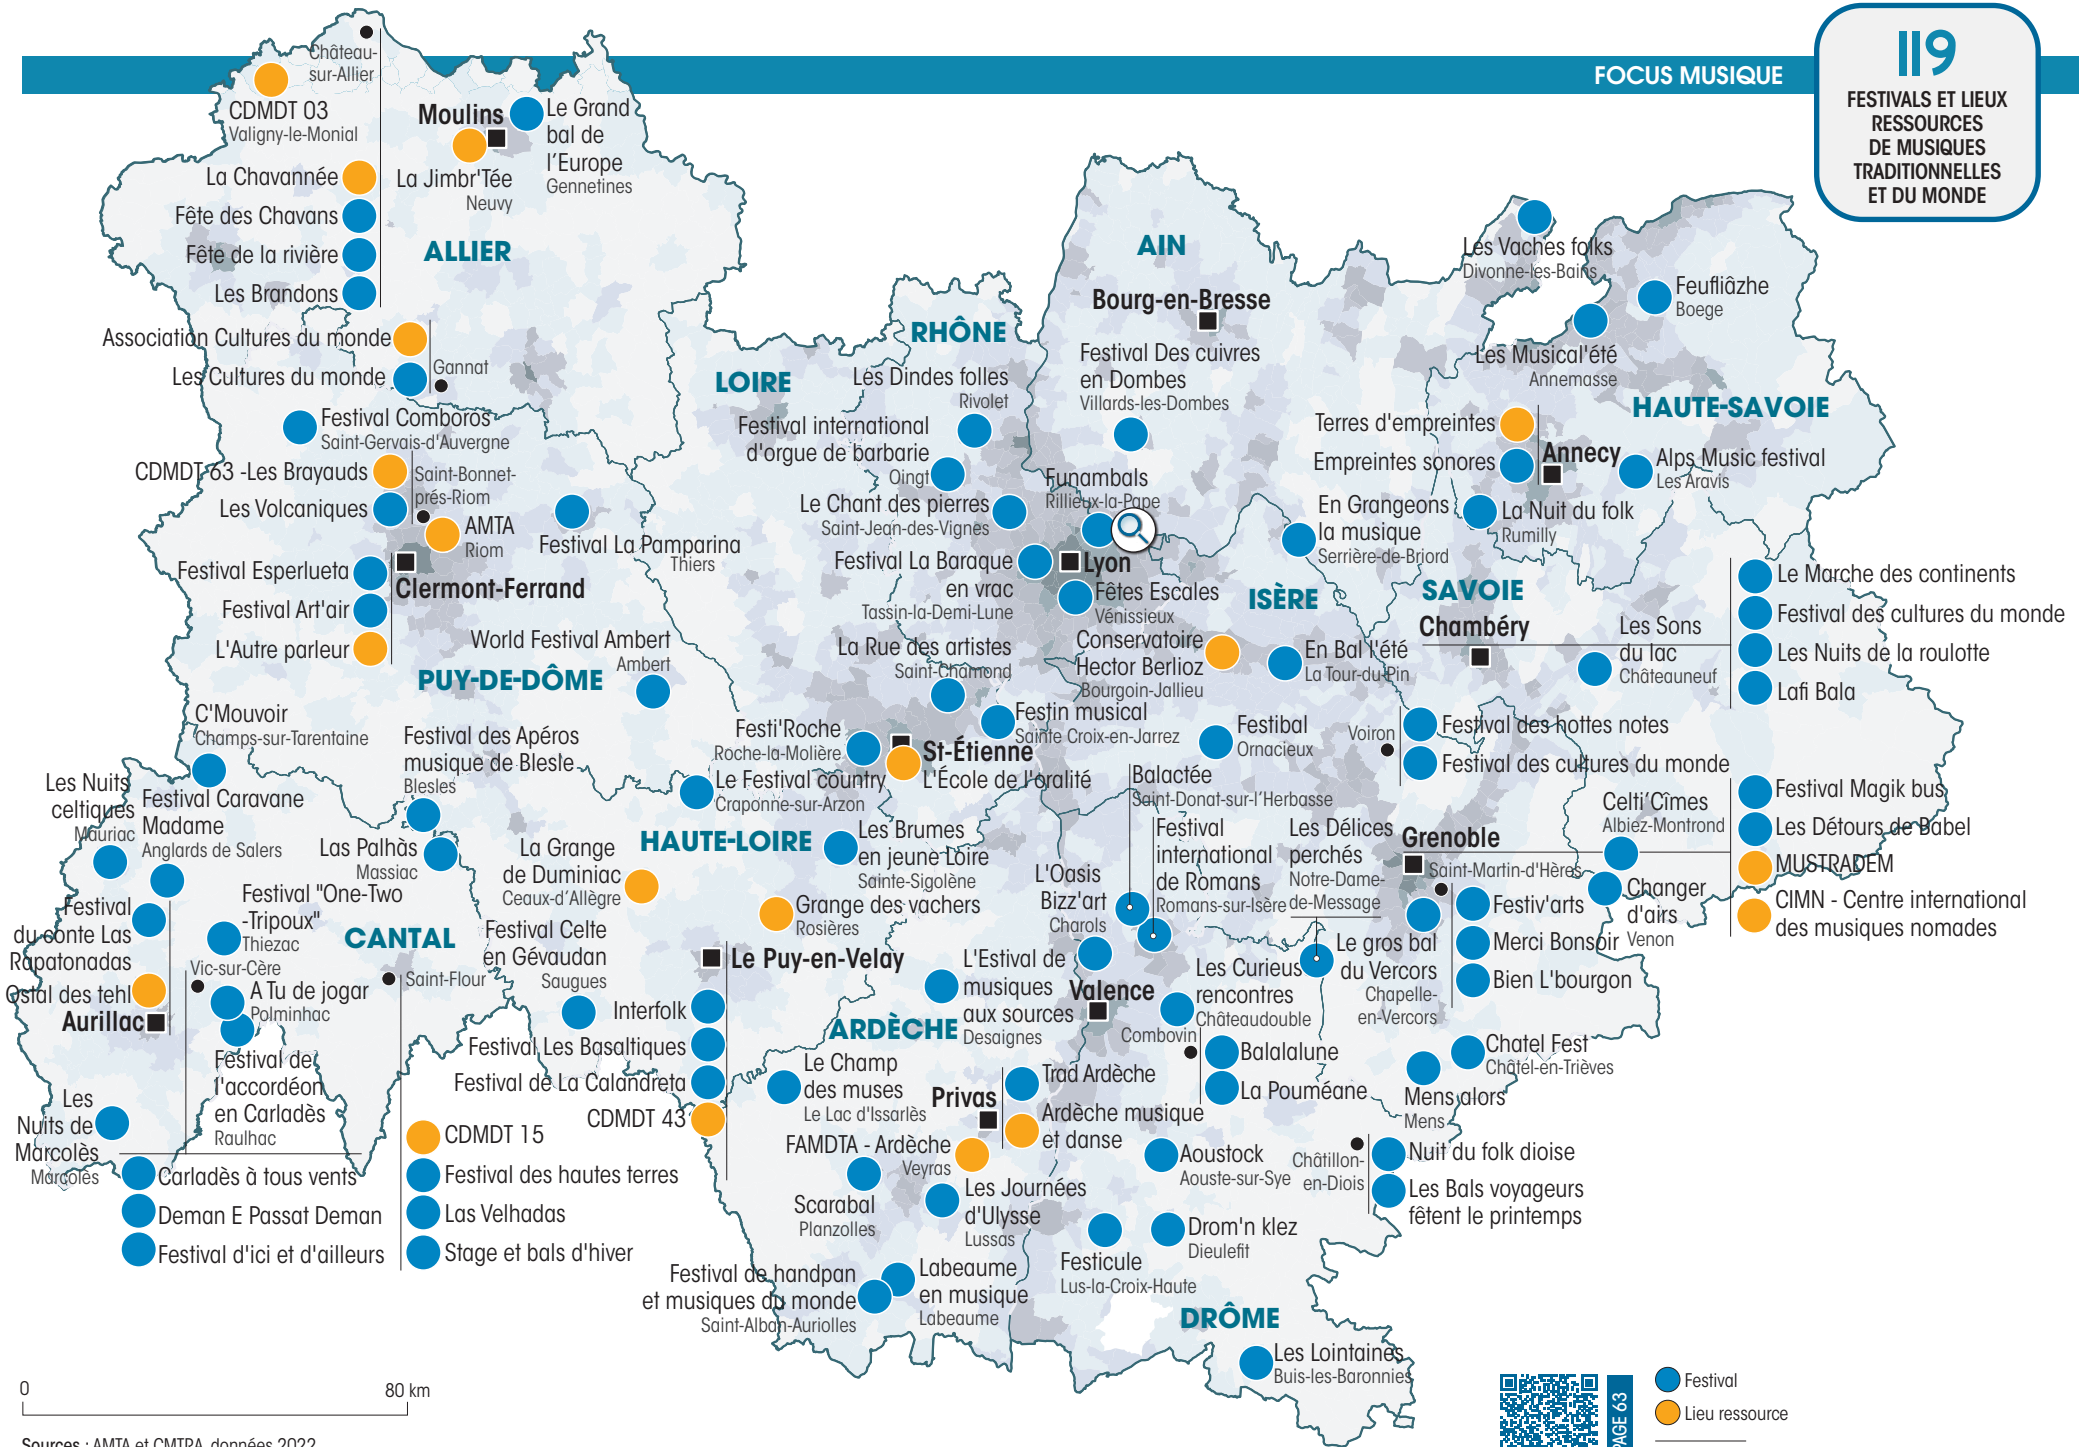 FOCUS MUSIQUE
119
FESTIVALS ET LIEUX
RESSOURCES
DE MUSIQUES
TRADITIONNELLES
ET DU MONDE
Château-
sur-Allier
CDMDT 03
Valigny-le-Monial
La Chavannée
Fête des Chavans
Fête de la rivière
Les Brandons
Moulins
La Jimbr'Tée
Neuvy
Le Grand
bal de
l'Europe
Gennetines
ALLIER
Association Cultures du monde
Les Cultures du monde
Gannat
Festival Comboros
Saint-Gervais-d'Auvergne
CDMDT 63 -Les Brayauds
Les Volcaniques
Saint-Bonnet-
prés-Riom
AMTA
Riom
Festival La Pamparina
Thiers
Festival Esperlueta
Festival Art'air
L'Autre parleur
Clermont-Ferrand
World Festival Ambert
Ambert
PUY-DE-DÔME
LOIRE
RHÔNE
Les Dindes folles
Rivolet
Festival international
d'orgue de barbarie
Oingt
Le Chant des pierres
Saint-Jean-des-Vignes
Festival La Baraque
en vrac
Tassin-la-Demi-Lune
La Rue des artistes
Saint-Chamond
Festin musical
Sainte Croix-en-Jarrez
Festi'Roche
Roche-la-Molière
St-Étienne
L'École de l'oralité
AIN
Bourg-en-Bresse
Festival Des cuivres
en Dombes
Villards-les-Dombes
Funambals
Rillieux-la-Pape
Lyon
Fêtes Escales
Vénissieux
Conservatoire
Hector Berlioz
Bourgoin-Jallieu
ISÈRE
En Bal l'été
La Tour-du-Pin
Festibal
Ornacieux
En Grangeons
la musique
Serrière-de-Briord
Les Vaches folks
Divonne-les-Bains
Feufliâzhe
Boege
Les Musical'été
Annemasse
HAUTE-SAVOIE
Terres d'empreintes
Empreintes sonores
Annecy
Alps Music festival
Les Aravis
La Nuit du folk
Rumilly
SAVOIE
Chambéry
Les Sons
du lac
Châteauneuf
Le Marche des continents
Festival des cultures du monde
Les Nuits de la roulotte
Lafi Bala
Voiron
Festival des hottes notes
Festival des cultures du monde
Celti'Cimes
Albiez-Montrond
Festival Magik bus
Les Détours de Babel
MUSTRADEM
CIMN - Centre international
des musiques nomades
Grenoble
Saint-Martin-d'Hères
Festiv'arts
Merci Bonsoir
Bien L'bourgon
Changer
d'airs
Venon
Le gros bal
du Vercors
Chapelle-
en-Vercors
Chatel Fest
Châtel-en-Trièves
Mens alors
Mens
C'Mouvoir
Champs-sur-Tarentaine
Les Nuits
celtiques
Mauriac
Festival Caravane
Madame
Anglards de Salers
Festival des Apéros
musique de Blesle
Blesles
Las Palhàs
Massiac
Festival "One-Two
-Tripoux"
Thiezac
Festival
du conte Las
Rapatonadas
Ostal des tehl
Aurillac
Vic-sur-Cère
A Tu de jogar
Polminhac
Festival de
l'accordéon
en Carladès
Raulhac
CANTAL
Saint-Flour
Les
Nuits de
Marcolès
Marcolès
Carladès à tous vents
Deman E Passat Deman
Festival d'ici et d'ailleurs
CDMDT 15
Festival des hautes terres
Las Velhadas
Stage et bals d'hiver
Le Festival country
Craponne-sur-Arzon
HAUTE-LOIRE
La Grange
de Duminiac
Ceaux-d'Allègre
Les Brumes
en jeune Loire
Sainte-Sigolène
Grange des vachers
Rosières
Festival Celte
en Gévaudan
Saugues
Le Puy-en-Velay
Interfolk
Festival Les Basaltiques
Festival de La Calandreta
CDMDT 43
ARDÈCHE
L'Estival de
musiques
aux sources
Desaignes
Le Champ
des muses
Le Lac d'Issarlès
Privas
Trad Ardèche
Ardèche musique
et danse
FAMDTA - Ardèche
Veyras
Scarabal
Planzolles
Les Journées
d'Ulysse
Lussas
Festival de handpan
et musiques du monde
Saint-Alban-Auriolles
Labeaume
en musique
Labeaume
Balactée
Saint-Donat-sur-l'Herbasse
Festival
international
de Romans
Romans-sur-Isère
Les Délices
perchés
Notre-Dame-
de-Message
L'Oasis
Bizz'art
Charols
Valence
Les Curieus
rencontres
Châteaudouble
Combovin
Balalalune
La Pouméane
Aoustock
Aouste-sur-Sye
Châtillon-
en-Diois
Nuit du folk dioise
Les Bals voyageurs
fêtent le printemps
Festicule
Lus-la-Croix-Haute
Drom'n klez
Dieulefit
DRÔME
Les Lointaines
Buis-les-Baronnies
0
80 km
Sources : AMTA et CMTRA, données 2022
PAGE 63
Festival
Lieu ressource